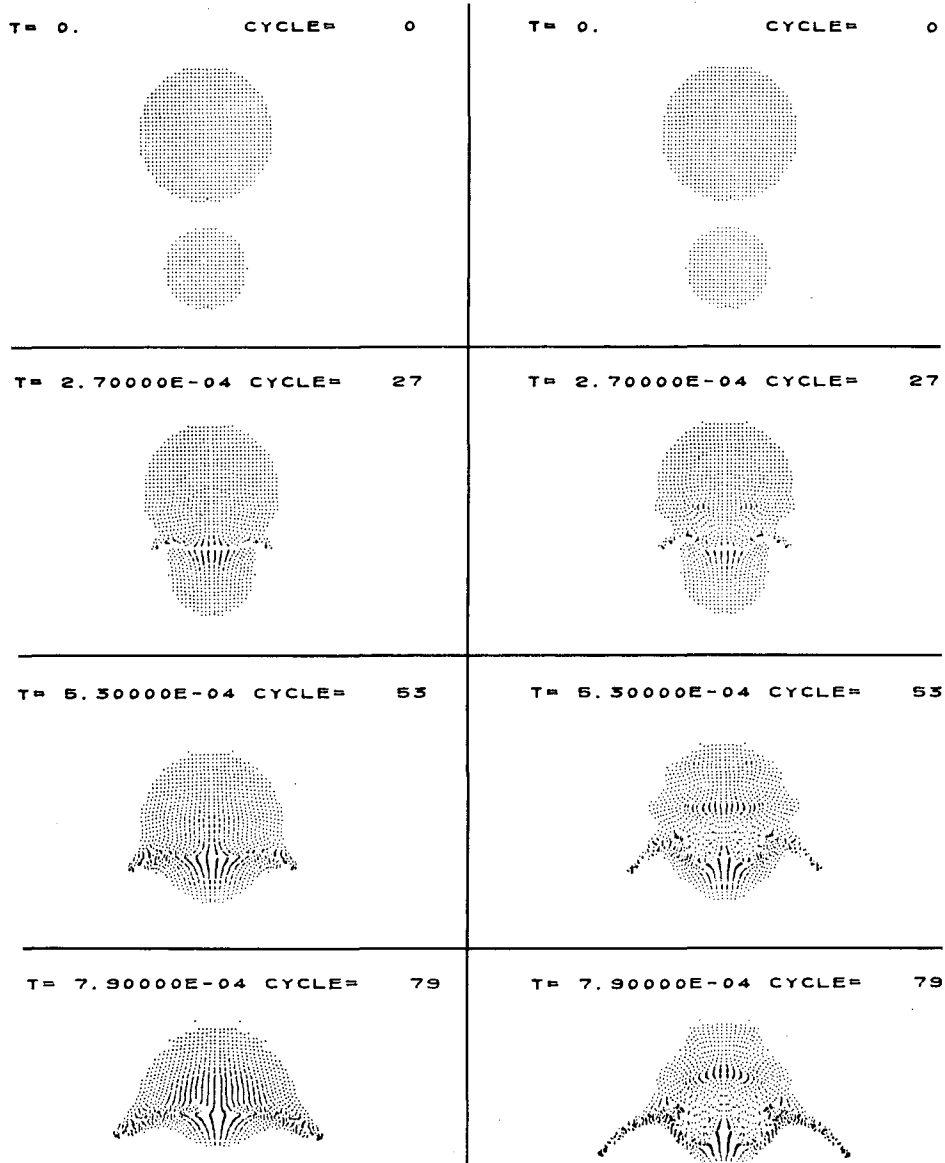 T= 0. CYCLE= 0
T= 0. CYCLE= 0
T= 2.70000E-04 CYCLE= 27
T= 2.70000E-04 CYCLE= 27
T= 5.30000E-04 CYCLE= 53
T= 5.30000E-04 CYCLE= 53
T= 7.90000E-04 CYCLE= 79
T= 7.90000E-04 CYCLE= 79